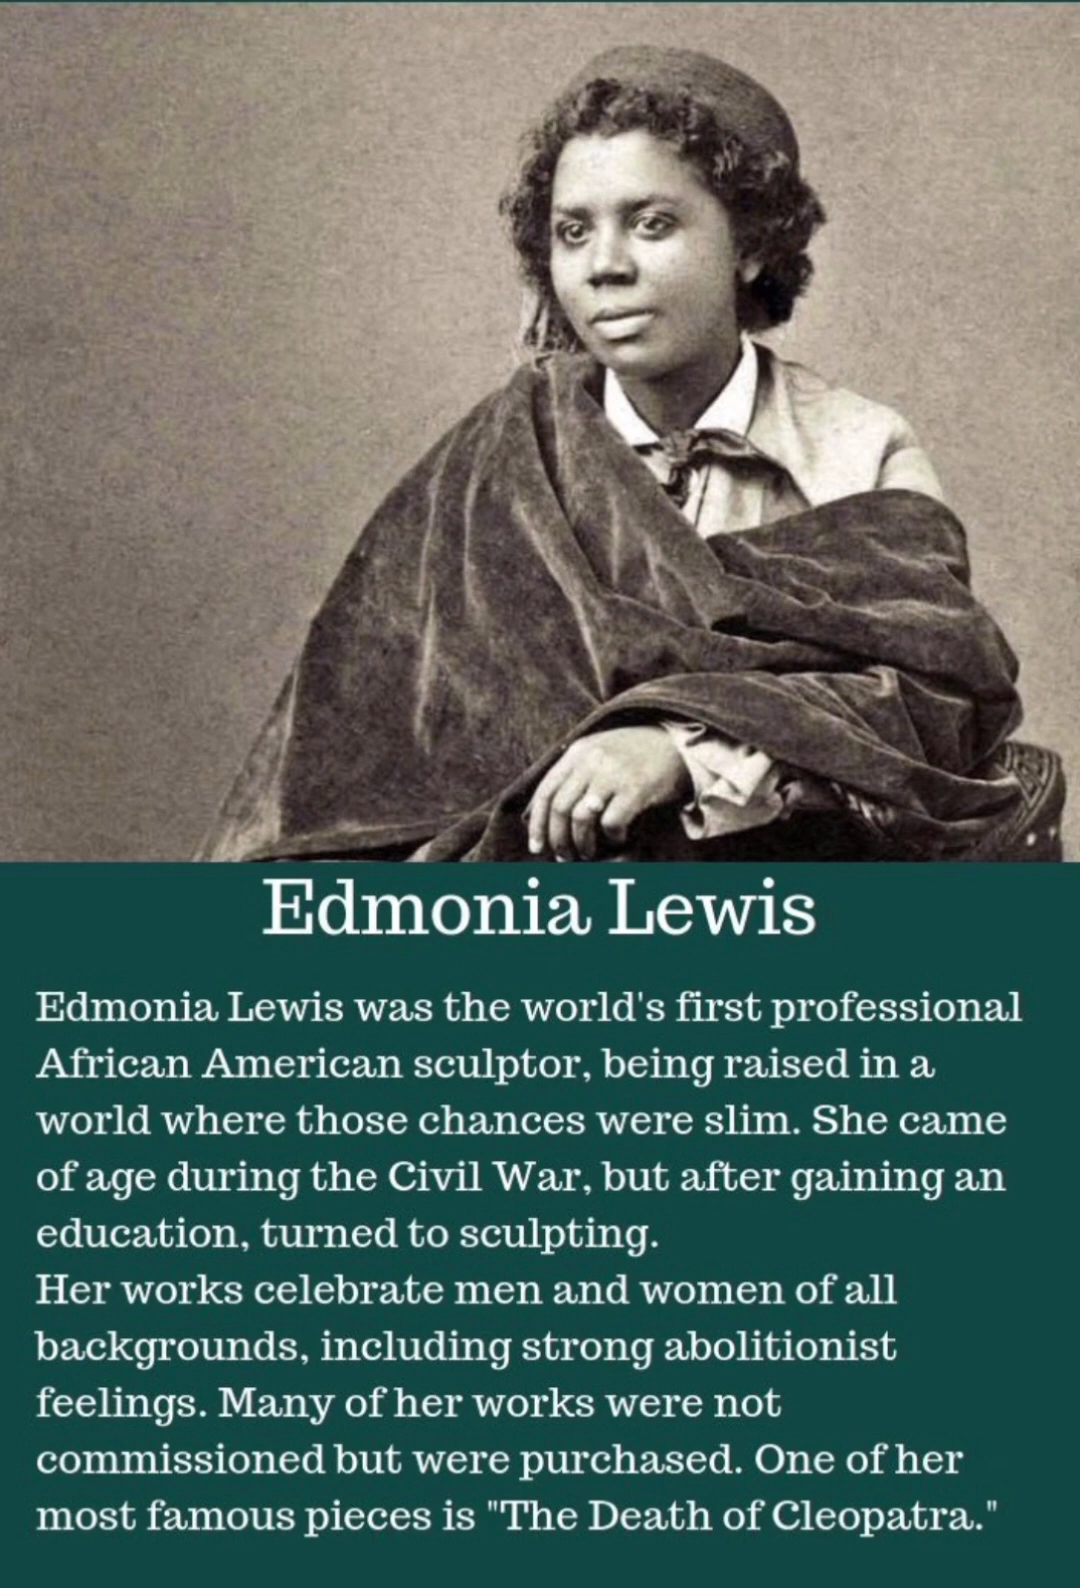 Edmonia Lewis
Edmonia Lewis was the world's first professional
African American sculptor, being raised in a
world where those chances were slim. She came
of age during the Civil War, but after gaining an
education, turned to sculpting.
Her works celebrate men and women of all
backgrounds, including strong abolitionist
feelings. Many of her works were not
commissioned but were purchased. One of her
most famous pieces is "The Death of Cleopatra."